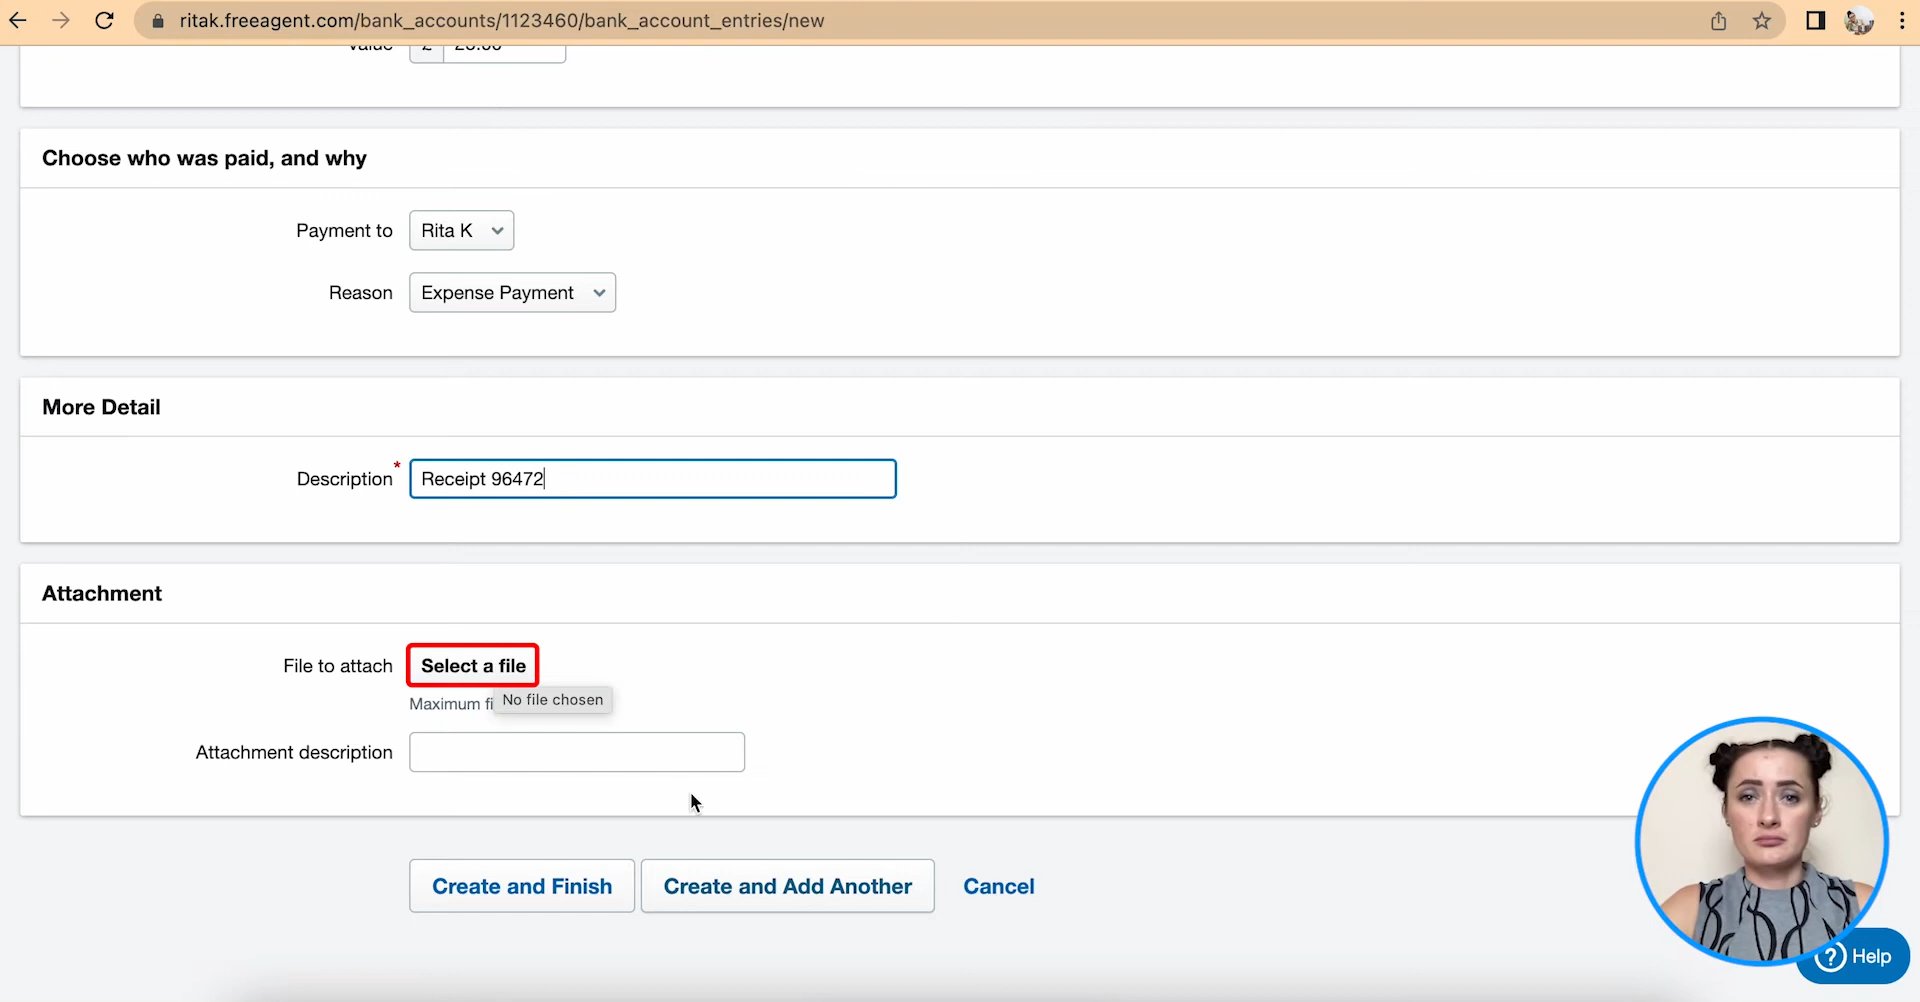 ritak.freeagent.com/bank_accounts/1123460/bank_account_entries/new
Value £
Choose who was paid, and why
Payment to Rita K
Reason Expense Payment
More Detail
Description * Receipt 96472
Attachment
File to attach Select a file
Maximum No file chosen
Attachment description
Create and Finish Create and Add Another Cancel
? Help